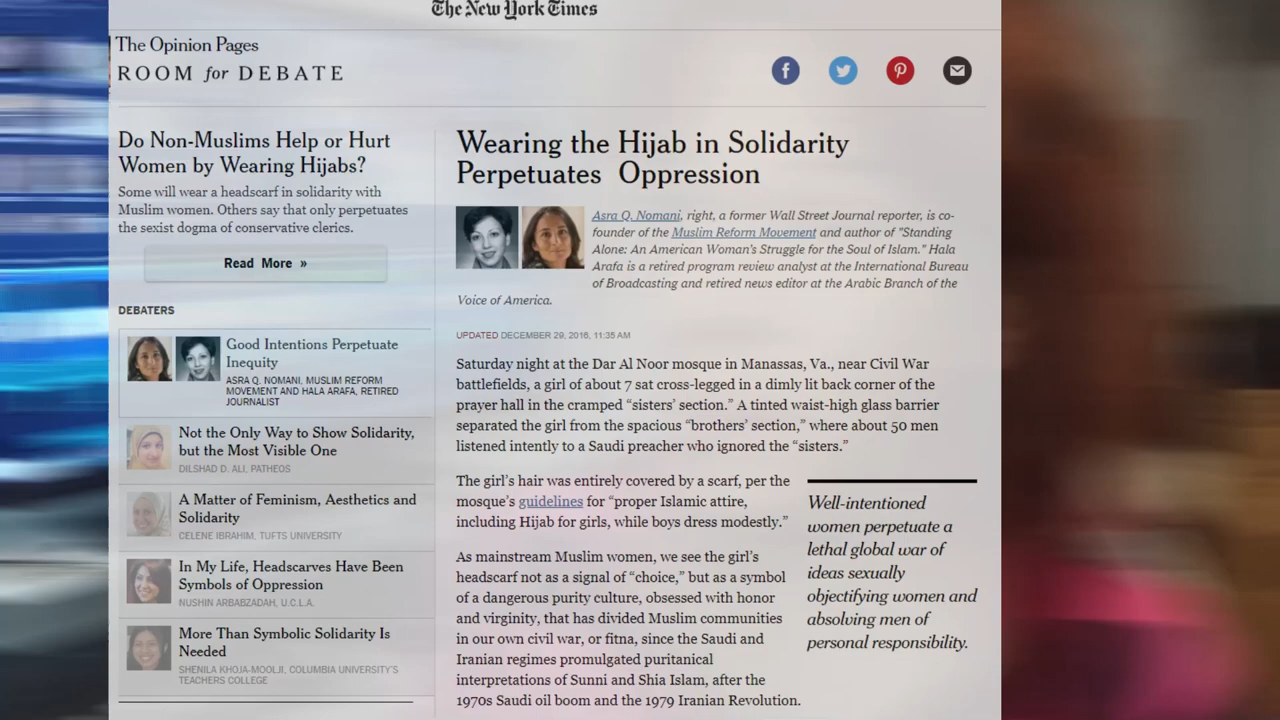 The New York Times
The Opinion Pages
ROOM for DEBATE
Do Non-Muslims Help or Hurt
Women by Wearing Hijabs?
Some will wear a headscarf in solidarity with
Muslim women. Others say that only perpetuates
the sexist dogma of conservative clerics.
Read More »
DEBATERS
Good Intentions Perpetuate
Inequity
ASRA Q. NOMANI, MUSLIM REFORM
MOVEMENT AND HALA ARAFA, RETIRED
JOURNALIST
Not the Only Way to Show Solidarity,
but the Most Visible One
DILSHAD D. ALI, PATHEOS
A Matter of Feminism, Aesthetics and
Solidarity
CELENE IBRAHIM, TUFTS UNIVERSITY
In My Life, Headscarves Have Been
Symbols of Oppression
NUSHIN ARBABZADAH, U.C.L.A.
More Than Symbolic Solidarity Is
Needed
SHENILA KHOJA-MOOLJI, COLUMBIA UNIVERSITY'S
TEACHERS COLLEGE
Wearing the Hijab in Solidarity
Perpetuates Oppression
Asra Q. Nomani, right, a former Wall Street Journal reporter, is co-
founder of the Muslim Reform Movement and author of "Standing
Alone: An American Woman's Struggle for the Soul of Islam." Hala
Arafa is a retired program review analyst at the International Bureau
of Broadcasting and retired news editor at the Arabic Branch of the
Voice of America.
UPDATED DECEMBER 29, 2016, 11:35 AM
Saturday night at the Dar Al Noor mosque in Manassas, Va., near Civil War
battlefields, a girl of about 7 sat cross-legged in a dimly lit back corner of the
prayer hall in the cramped “sisters’ section.” A tinted waist-high glass barrier
separated the girl from the spacious “brothers’ section,” where about 50 men
listened intently to a Saudi preacher who ignored the “sisters.”
The girl’s hair was entirely covered by a scarf, per the
mosque’s guidelines for “proper Islamic attire,
including Hijab for girls, while boys dress modestly.”
As mainstream Muslim women, we see the girl’s
headscarf not as a signal of “choice,” but as a symbol
of a dangerous purity culture, obsessed with honor
and virginity, that has divided Muslim communities
in our own civil war, or fitna, since the Saudi and
Iranian regimes promulgated puritanical
interpretations of Sunni and Shia Islam, after the
1970s Saudi oil boom and the 1979 Iranian Revolution.
Well-intentioned
women perpetuate a
lethal global war of
ideas sexually
objectifying women and
absolving men of
personal responsibility.